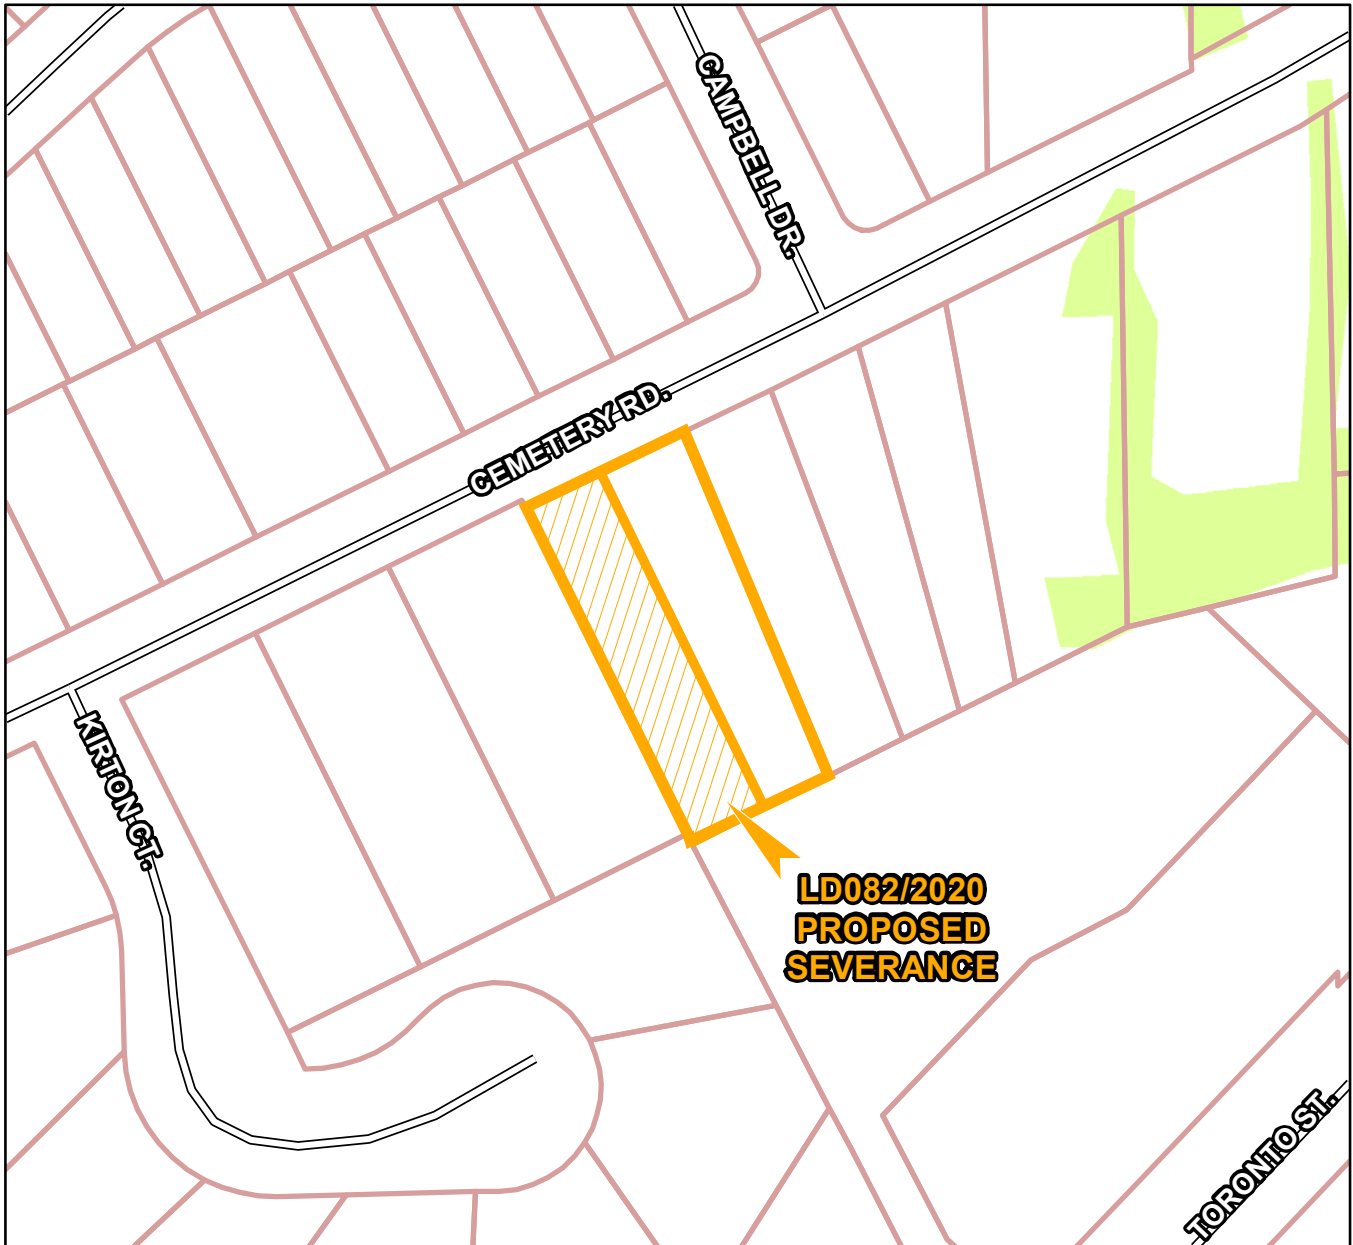 CAMPBELL DR.
CEMETERY RD.
KIRTON CT.
LD082/2020
PROPOSED
SEVERANCE
TORONTO ST.